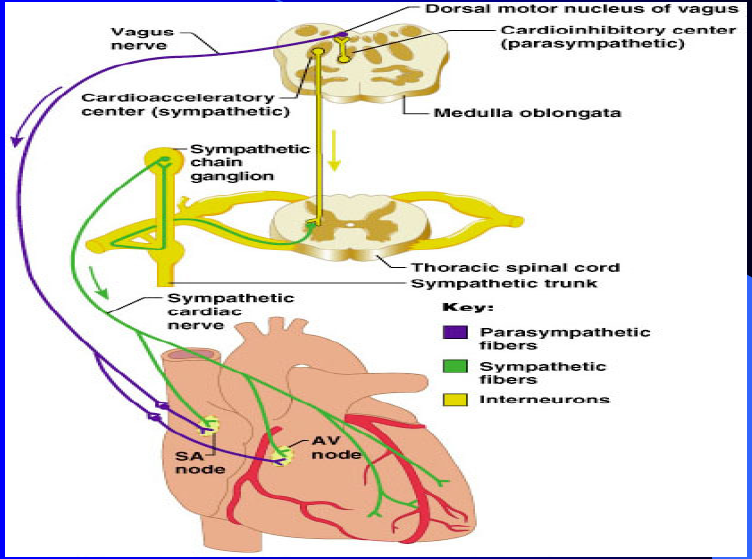 Dorsal motor nucleus of vagus
Vagus
nerve
Cardioinhibitory center
(parasympathetic)
Cardioacceleratory
center (sympathetic)
Medulla oblongata
Sympathetic
chain
ganglion
Thoracic spinal cord
Sympathetic trunk
Sympathetic
cardiac
nerve
Key:
Parasympathetic
fibers
Sympathetic
fibers
Interneurons
AV
node
SA
node